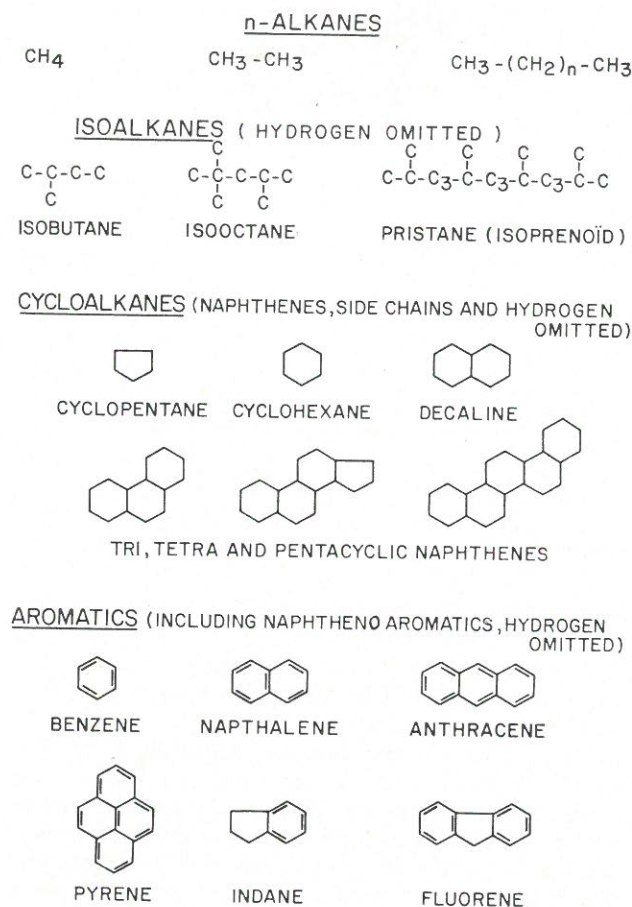 n-ALKANES
CH4 CH3-CH3 CH3-(CH2)n-CH3
ISOALKANES (HYDROGEN OMITTED)
C C C C C C
C-C-C-C C-C-C-C-C C-C-C3-C-C3-C-C3-C-C
C C C
ISOBUTANE ISOOCTANE PRISTANE (ISOPRENOÏD)
CYCLOALKANES (NAPHTHENES, SIDE CHAINS AND HYDROGEN
OMITTED)
CYCLOPENTANE CYCLOHEXANE DECALINE
TRI, TETRA AND PENTACYCLIC NAPHTHENES
AROMATICS (INCLUDING NAPHTHENO AROMATICS, HYDROGEN
OMITTED)
BENZENE NAPTHALENE ANTHRACENE
PYRENE INDANE FLUORENE